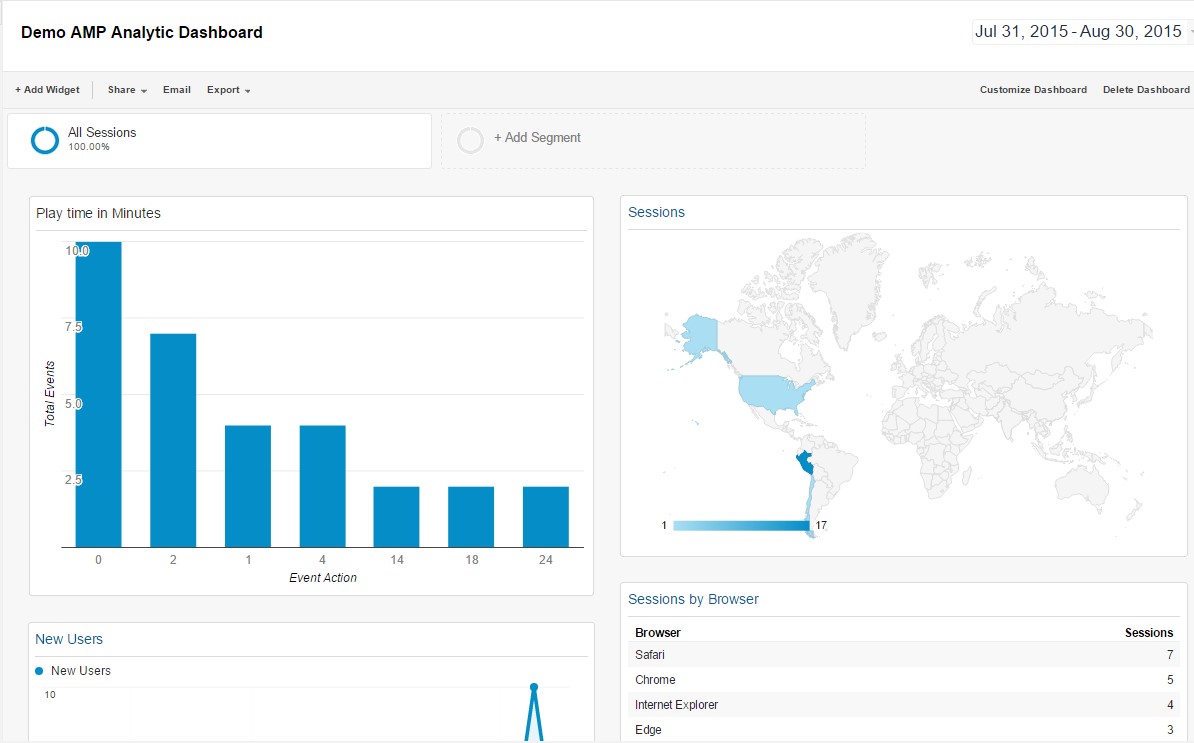 Demo AMP Analytic Dashboard
Jul 31, 2015 - Aug 30, 2015
+ Add Widget Share Email Export Customize Dashboard Delete Dashboard
All Sessions
100.00%
+ Add Segment
Play time in Minutes
10.0
7.5
5.0
2.5
Total Events
0 2 1 4 14 18 24
Event Action
Sessions
1 17
New Users
New Users
10
Sessions by Browser
Browser Sessions
Safari 7
Chrome 5
Internet Explorer 4
Edge 3